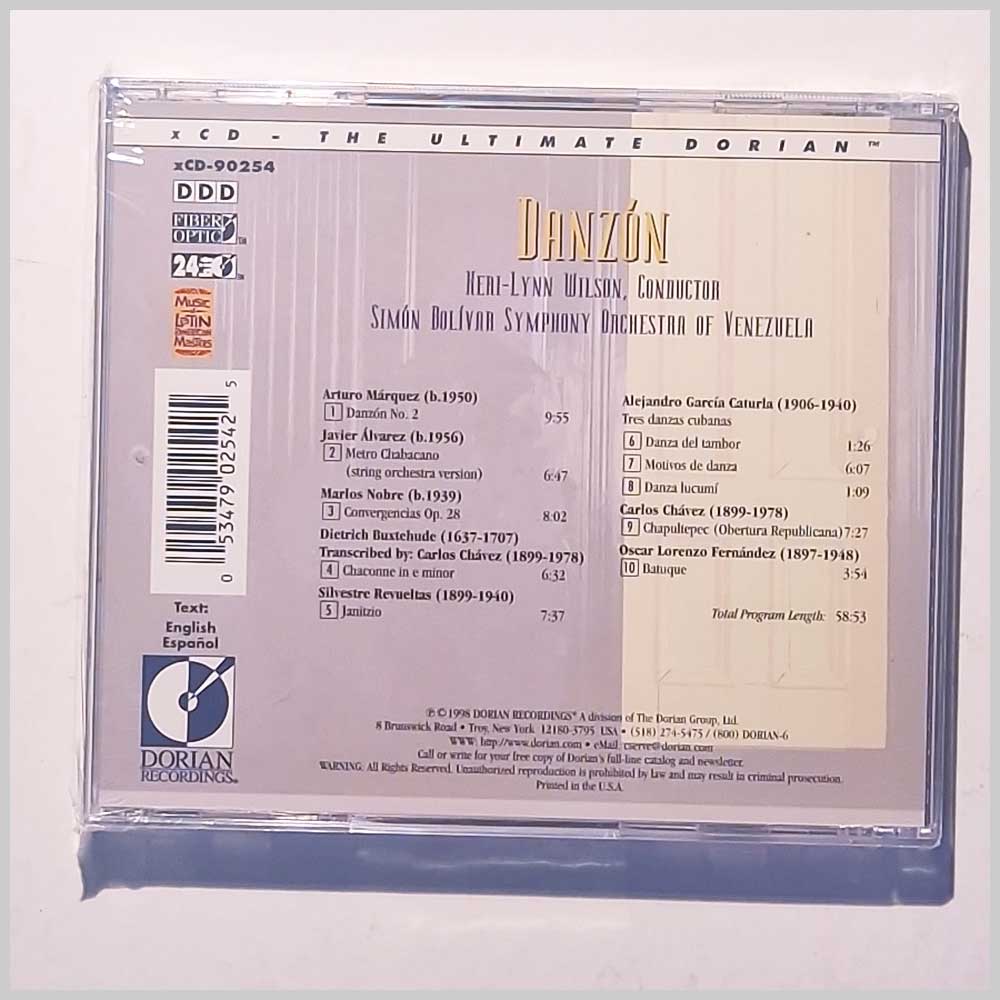 xCD - THE ULTIMATE DORIAN™
xCD-90254
DDD
FIBER
OPTIC™
24
Music
of
LATIN
AMERICAN
MASTERS
0 53479 02542 5
Text:
English
Español
DORIAN
RECORDINGS®
DANZÓN
KERI-LYNN WILSON, CONDUCTOR
SIMÓN BOLÍVAR SYMPHONY ORCHESTRA OF VENEZUELA
Arturo Márquez (b.1950)
1 Danzón No. 2 9:55
Javier Álvarez (b.1956)
2 Metro Chabacano
(string orchestra version) 6:47
Marlos Nobre (b.1939)
3 Convergencias Op. 28 8:02
Dietrich Buxtehude (1637-1707)
Transcribed by: Carlos Chávez (1899-1978)
4 Chaconne in e minor 6:32
Silvestre Revueltas (1899-1940)
5 Janitzio 7:37
Alejandro García Caturla (1906-1940)
Tres danzas cubanas
6 Danza del tambor 1:26
7 Motivos de danza 6:07
8 Danza lucumí 1:09
Carlos Chávez (1899-1978)
9 Chapultepec (Obertura Republicana) 7:27
Oscar Lorenzo Fernández (1897-1948)
10 Batuque 3:54
Total Program Length: 58:53
℗ © 1998 DORIAN RECORDINGS® A division of The Dorian Group, Ltd.
8 Brunswick Road • Troy, New York 12180-3795 USA • (518) 274-5475 / (800) DORIAN-6
WWW: http://www.dorian.com • eMail: cserve@dorian.com
Call or write for your free copy of Dorian's full-line catalog and newsletter.
WARNING: All Rights Reserved. Unauthorized reproduction is prohibited by law and may result in criminal prosecution.
Printed in the U.S.A.